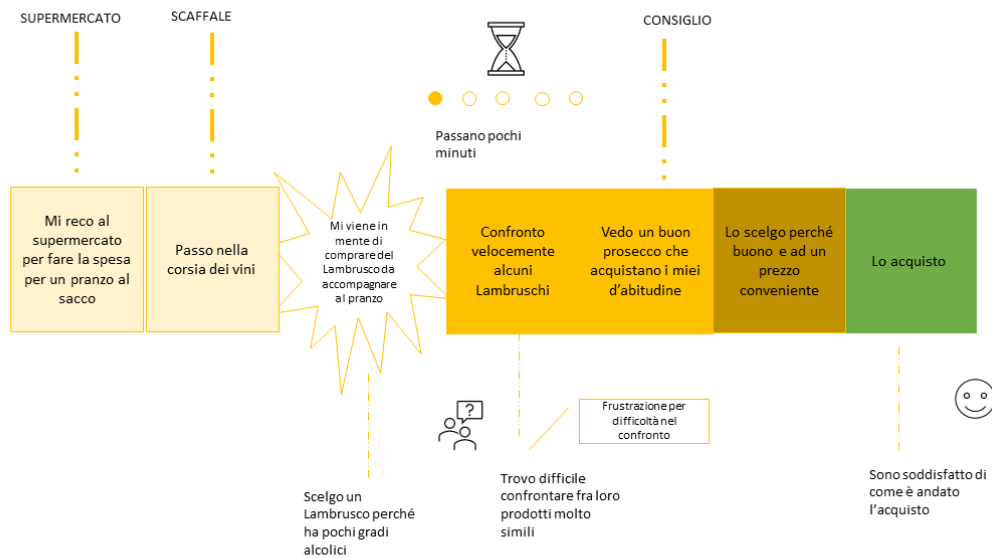 SUPERMERCATO
SCAFFALE
CONSIGLIO
Passano pochi
minuti
Mi reco al
supermercato
per fare la spesa
per un pranzo al
sacco
Passo nella
corsia dei vini
Mi viene in
mente di
comprare del
Lambrusco da
accompagnare
al pranzo
Confronto
velocemente
alcuni
Lambruschi
Vedo un buon
prosecco che
acquistano i miei
d'abitudine
Lo scelgo perché
buono e ad un
prezzo
conveniente
Lo acquisto
?
Frustrazione per
difficoltà nel
confronto
Scelgo un
Lambrusco perché
ha pochi gradi
alcolici
Trovo difficile
confrontare fra loro
prodotti molto
simili
Sono soddisfatto di
come è andato
l'acquisto